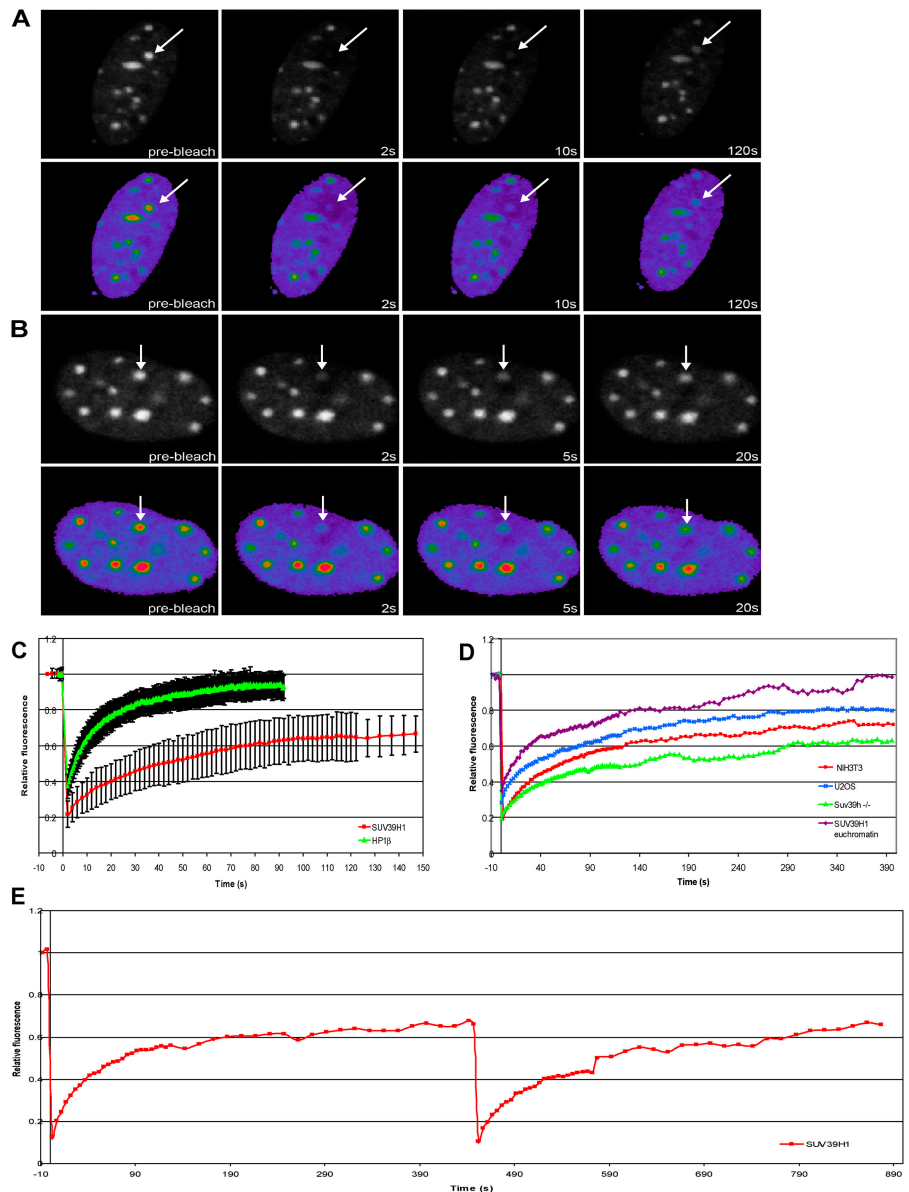 A
pre-bleach 2s 10s 120s
pre-bleach 2s 10s 120s
B
pre-bleach 2s 5s 20s
pre-bleach 2s 5s 20s
C
1.2
1
0.8
0.6
0.4
0.2
0
-10 0 10 20 30 40 50 60 70 80 90 100 110 120 130 140 150
Relative fluorescence
Time (s)
SUV39H1
HP1β
D
1.2
1
0.8
0.6
0.4
0.2
0
-10 40 90 140 190 240 290 340 390
Relative fluorescence
Time (s)
NIH3T3
U2OS
Suv39h -/-
SUV39H1
euchromatin
E
1.2
1
0.8
0.6
0.4
0.2
0
-10 90 190 290 390 490 590 690 790 890
Relative fluorescence
Time (s)
SUV39H1